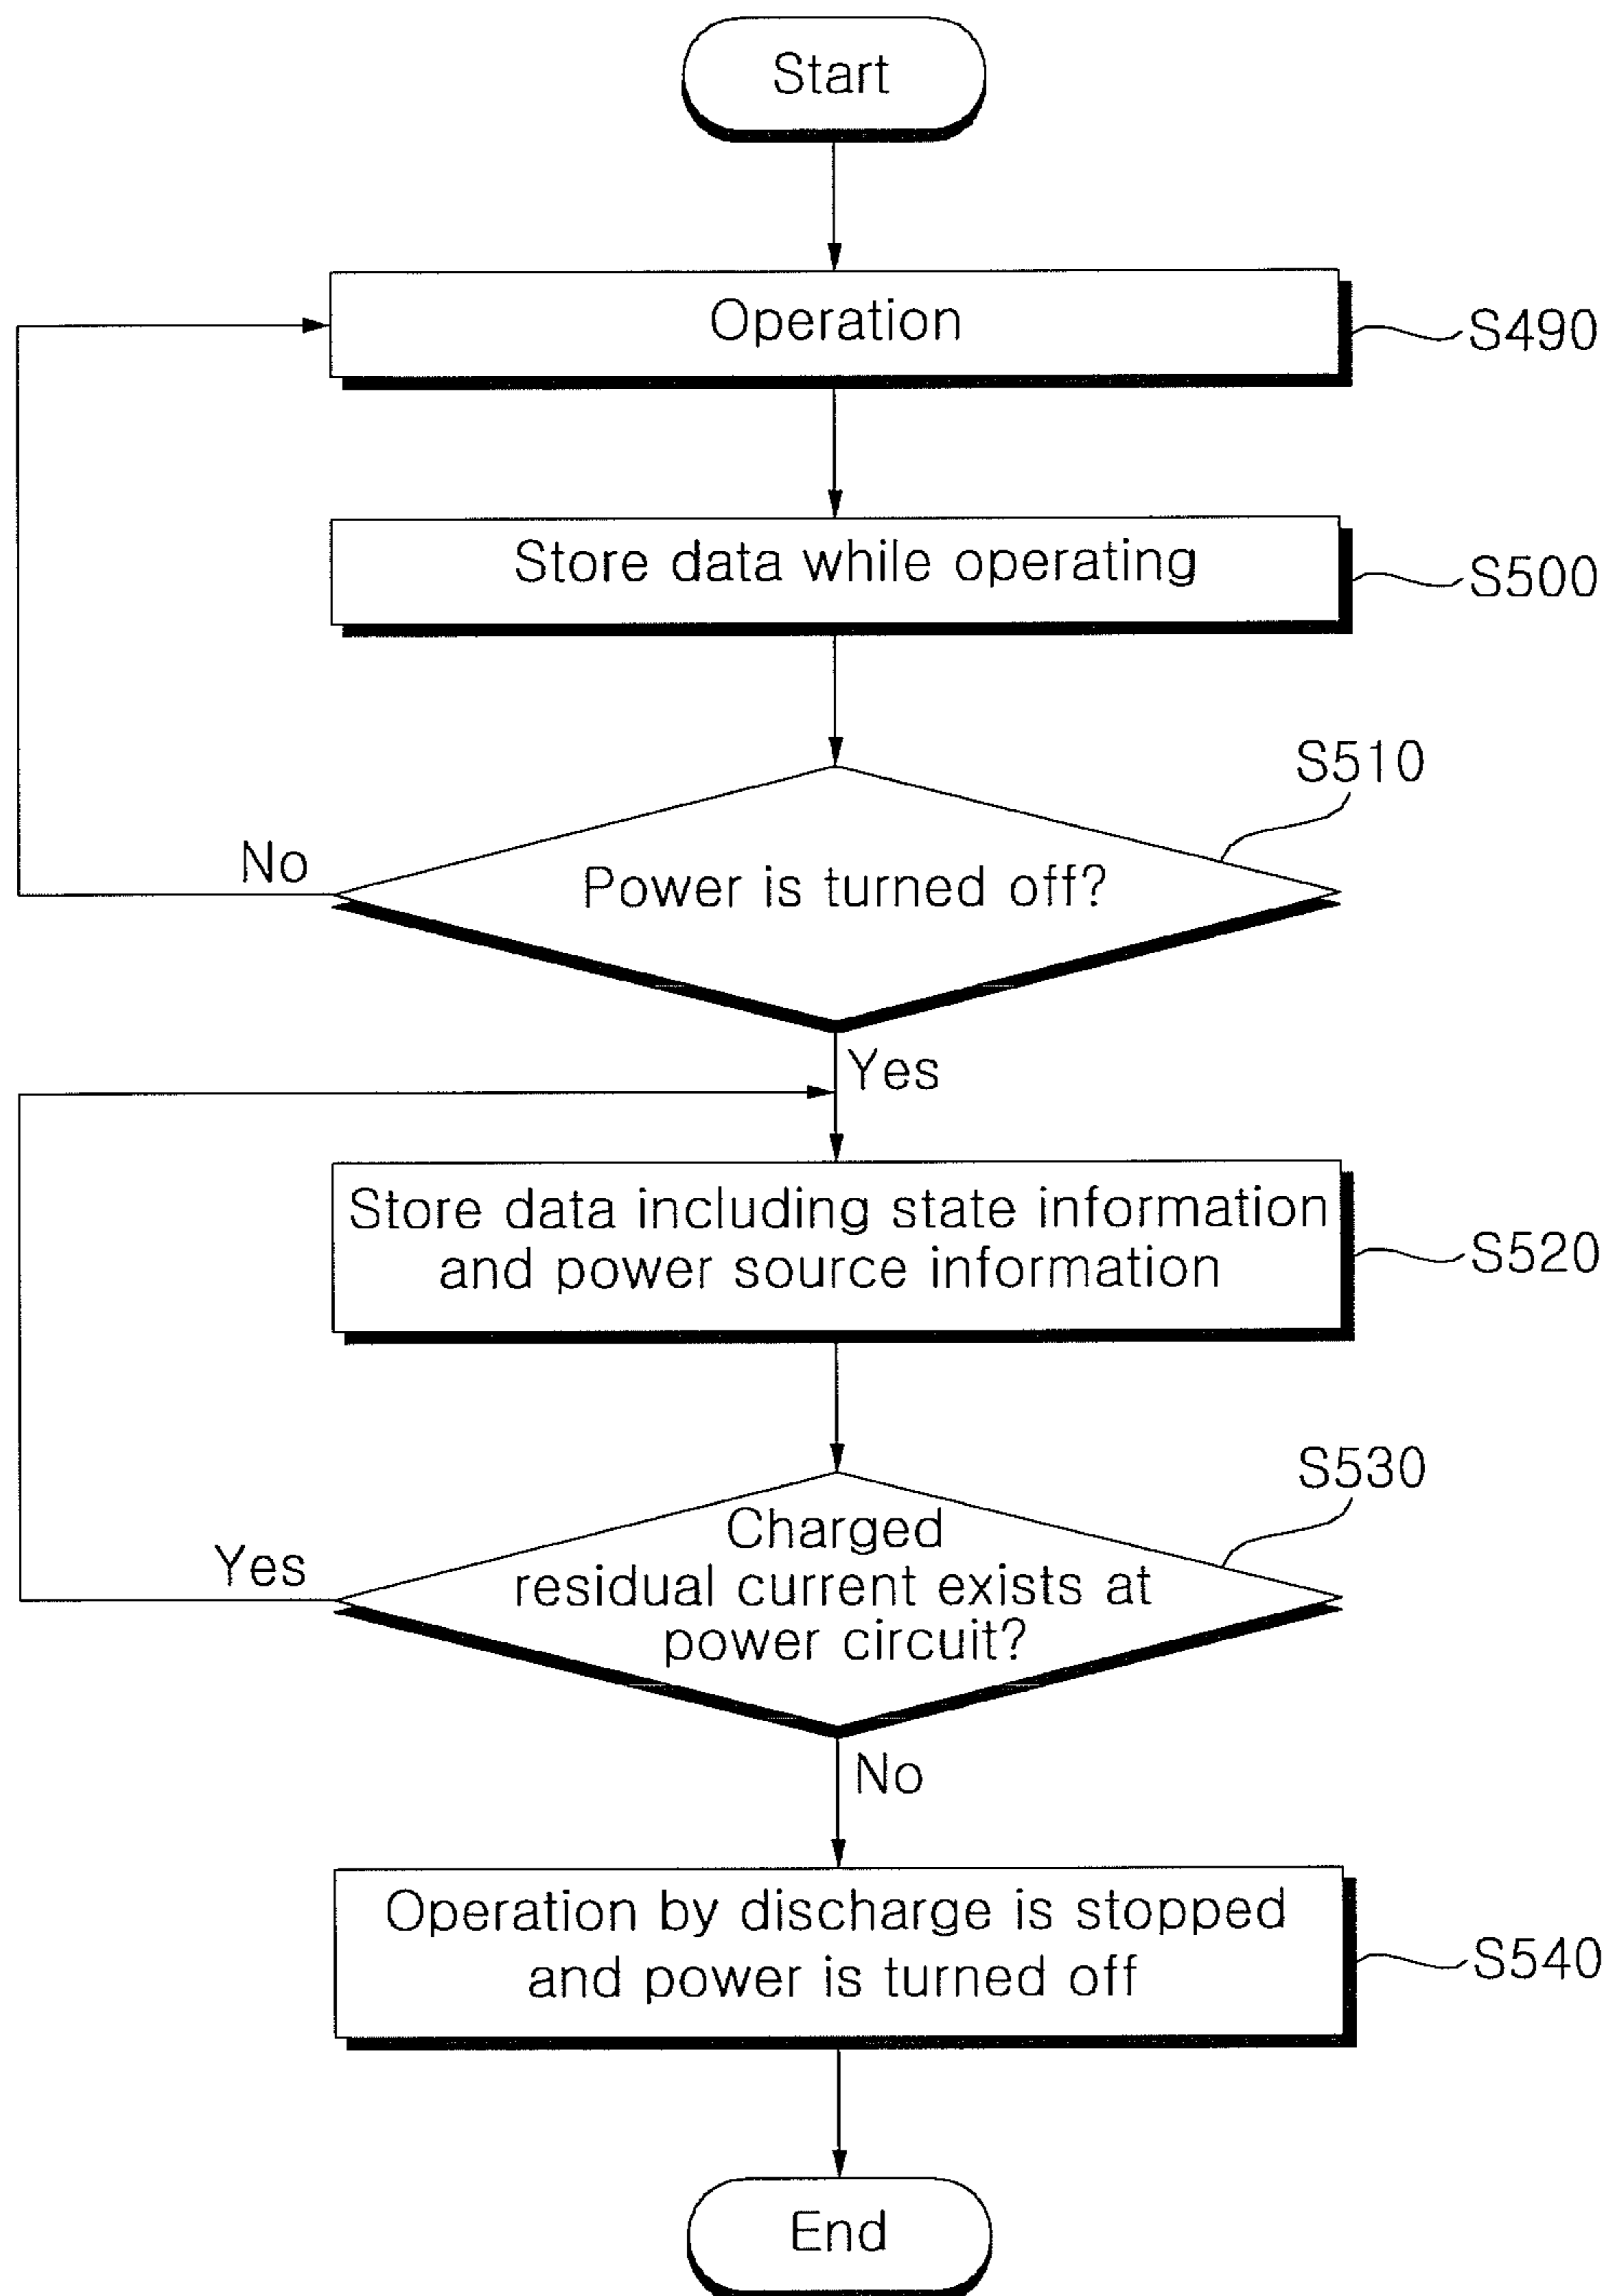 Start
Operation
S490
Store data while operating
S500
S510
Power is turned off?
No
Yes
Store data including state information
and power source information
S520
S530
Charged
residual current exists at
power circuit?
Yes
No
Operation by discharge is stopped
and power is turned off
S540
End